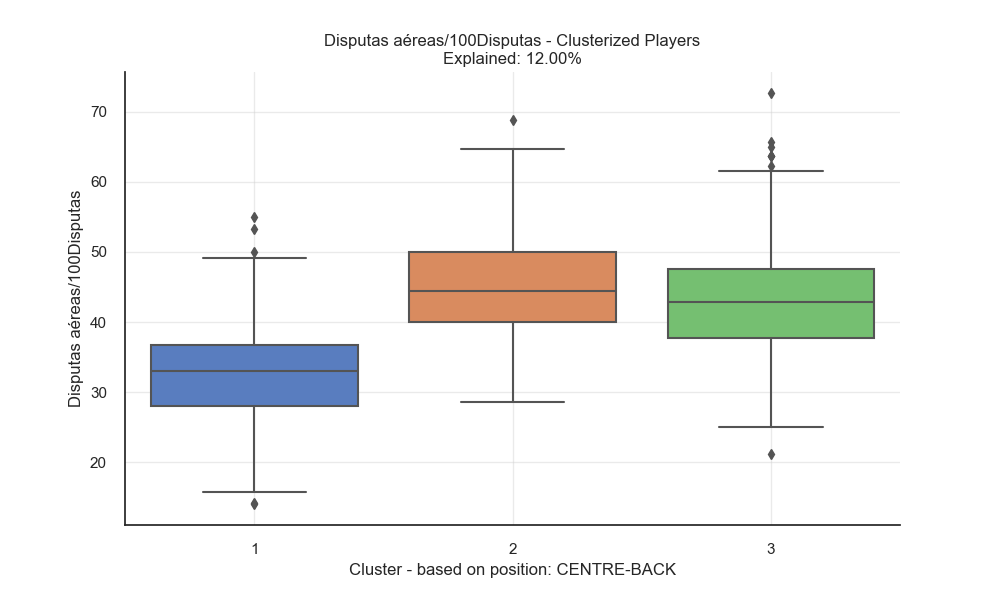 Disputas aéreas/100Disputas - Clusterized Players
Explained: 12.00%
Disputas aéreas/100Disputas
70
60
50
40
30
20
1
2
3
Cluster - based on position: CENTRE-BACK